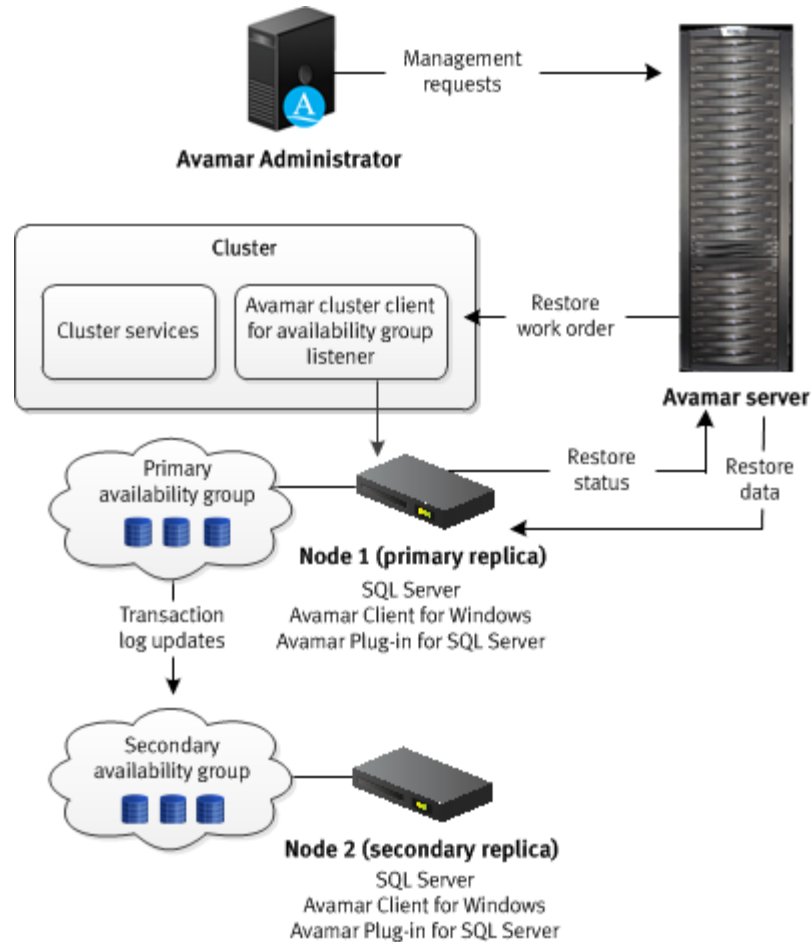 Management
requests
A
Avamar Administrator
Cluster
Cluster services
Avamar cluster client
for availability group
listener
Restore
work order
Avamar server
Primary
availability group
Restore
status
Restore
data
Node 1 (primary replica)
SQL Server
Avamar Client for Windows
Avamar Plug-in for SQL Server
Transaction
log updates
Secondary
availability group
Node 2 (secondary replica)
SQL Server
Avamar Client for Windows
Avamar Plug-in for SQL Server